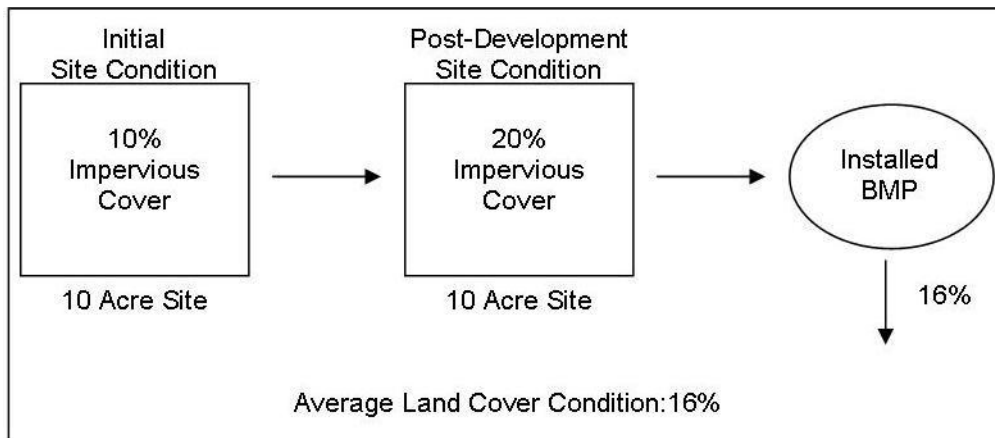 Initial
Site Condition
10%
Impervious
Cover
10 Acre Site
Post-Development
Site Condition
20%
Impervious
Cover
10 Acre Site
Installed
BMP
16%
Average Land Cover Condition:16%